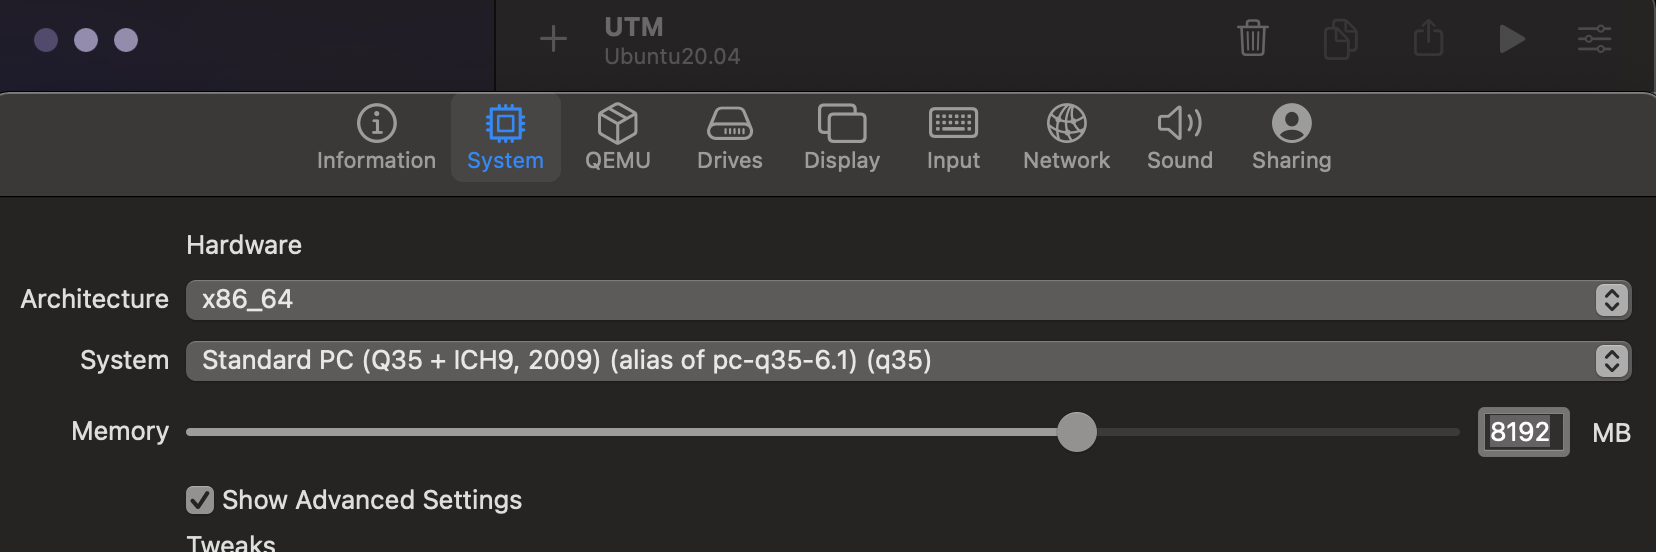 UTM
Ubuntu20.04
Information
System
QEMU
Drives
Display
Input
Network
Sound
Sharing
Hardware
Architecture x86_64
System Standard PC (Q35 + ICH9, 2009) (alias of pc-q35-6.1) (q35)
Memory 8192 MB
Show Advanced Settings
Tweaks